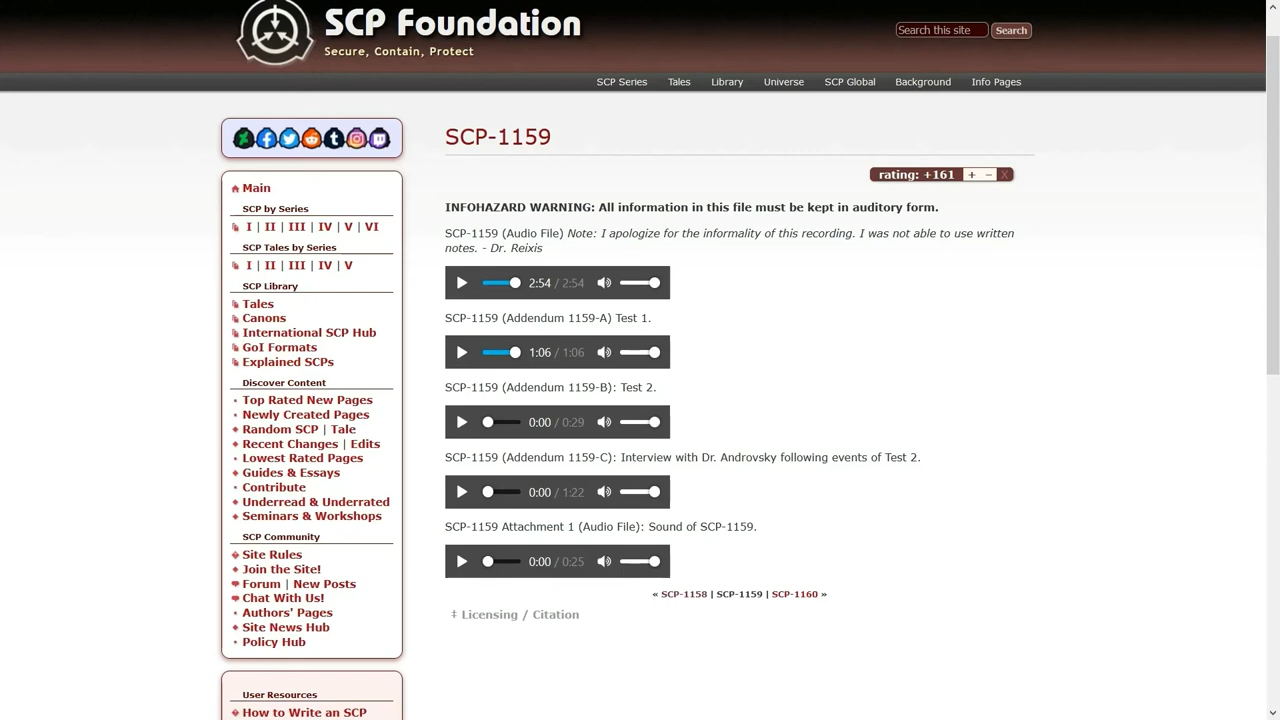 SCP Foundation
Secure, Contain, Protect
Search this site
Search
SCP Series Tales Library Universe SCP Global Background Info Pages
Main
SCP by Series
I | II | III | IV | V | VI
SCP Tales by Series
I | II | III | IV | V
SCP Library
Tales
Canons
International SCP Hub
GoI Formats
Explained SCPs
Discover Content
Top Rated New Pages
Newly Created Pages
Random SCP | Tale
Recent Changes | Edits
Lowest Rated Pages
Guides & Essays
Contribute
Underread & Underrated
Seminars & Workshops
SCP Community
Site Rules
Join the Site!
Forum | New Posts
Chat With Us!
Authors' Pages
Site News Hub
Policy Hub
User Resources
How to Write an SCP
SCP-1159
rating: +161 + – X
INFOHAZARD WARNING: All information in this file must be kept in auditory form.
SCP-1159 (Audio File) Note: I apologize for the informality of this recording. I was not able to use written
notes. - Dr. Reixis
2:54 / 2:54
SCP-1159 (Addendum 1159-A) Test 1.
1:06 / 1:06
SCP-1159 (Addendum 1159-B): Test 2.
0:00 / 0:29
SCP-1159 (Addendum 1159-C): Interview with Dr. Androvsky following events of Test 2.
0:00 / 1:22
SCP-1159 Attachment 1 (Audio File): Sound of SCP-1159.
0:00 / 0:25
« SCP-1158 | SCP-1159 | SCP-1160 »
‡ Licensing / Citation